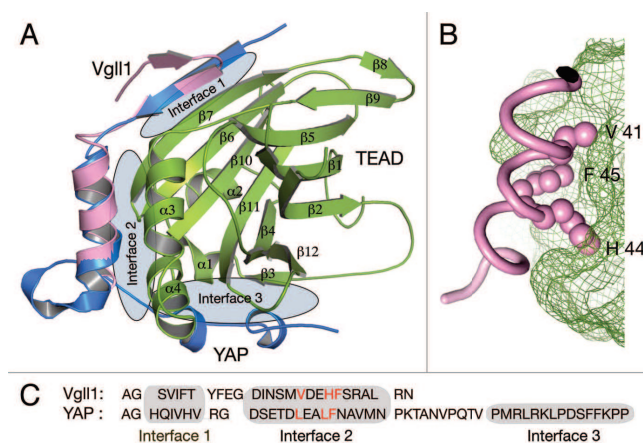 A
Vgll1
Interface 1
β7
β8
β9
β6
β5
β10
TEAD
β1
α2
α3
β2
β11
Interface 2
β4
β12
α1
β3
α4
Interface 3
YAP
B
V 41
F 45
H 44
C
Vgll1: AG SVIFT YFEG DINSMVDEHFSRAL RN
YAP : AG HQIVHV RG DSETDLEALFNAVMN PKTANVPQTV PMRLRKLPDSFFKPP
Interface 1 Interface 2 Interface 3